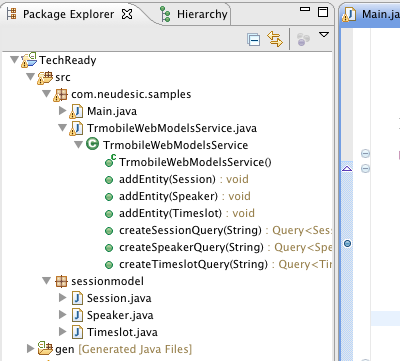 Package Explorer
Hierarchy
Main.java
TechReady
src
com.neudesic.samples
Main.java
TrmobileWebModelsService.java
TrmobileWebModelsService
TrmobileWebModelsService()
addEntity(Session) : void
addEntity(Speaker) : void
addEntity(Timeslot) : void
createSessionQuery(String) : Query<Ses
createSpeakerQuery(String) : Query<Spe
createTimeslotQuery(String) : Query<Tir
sessionmodel
Session.java
Speaker.java
Timeslot.java
gen [Generated Java Files]